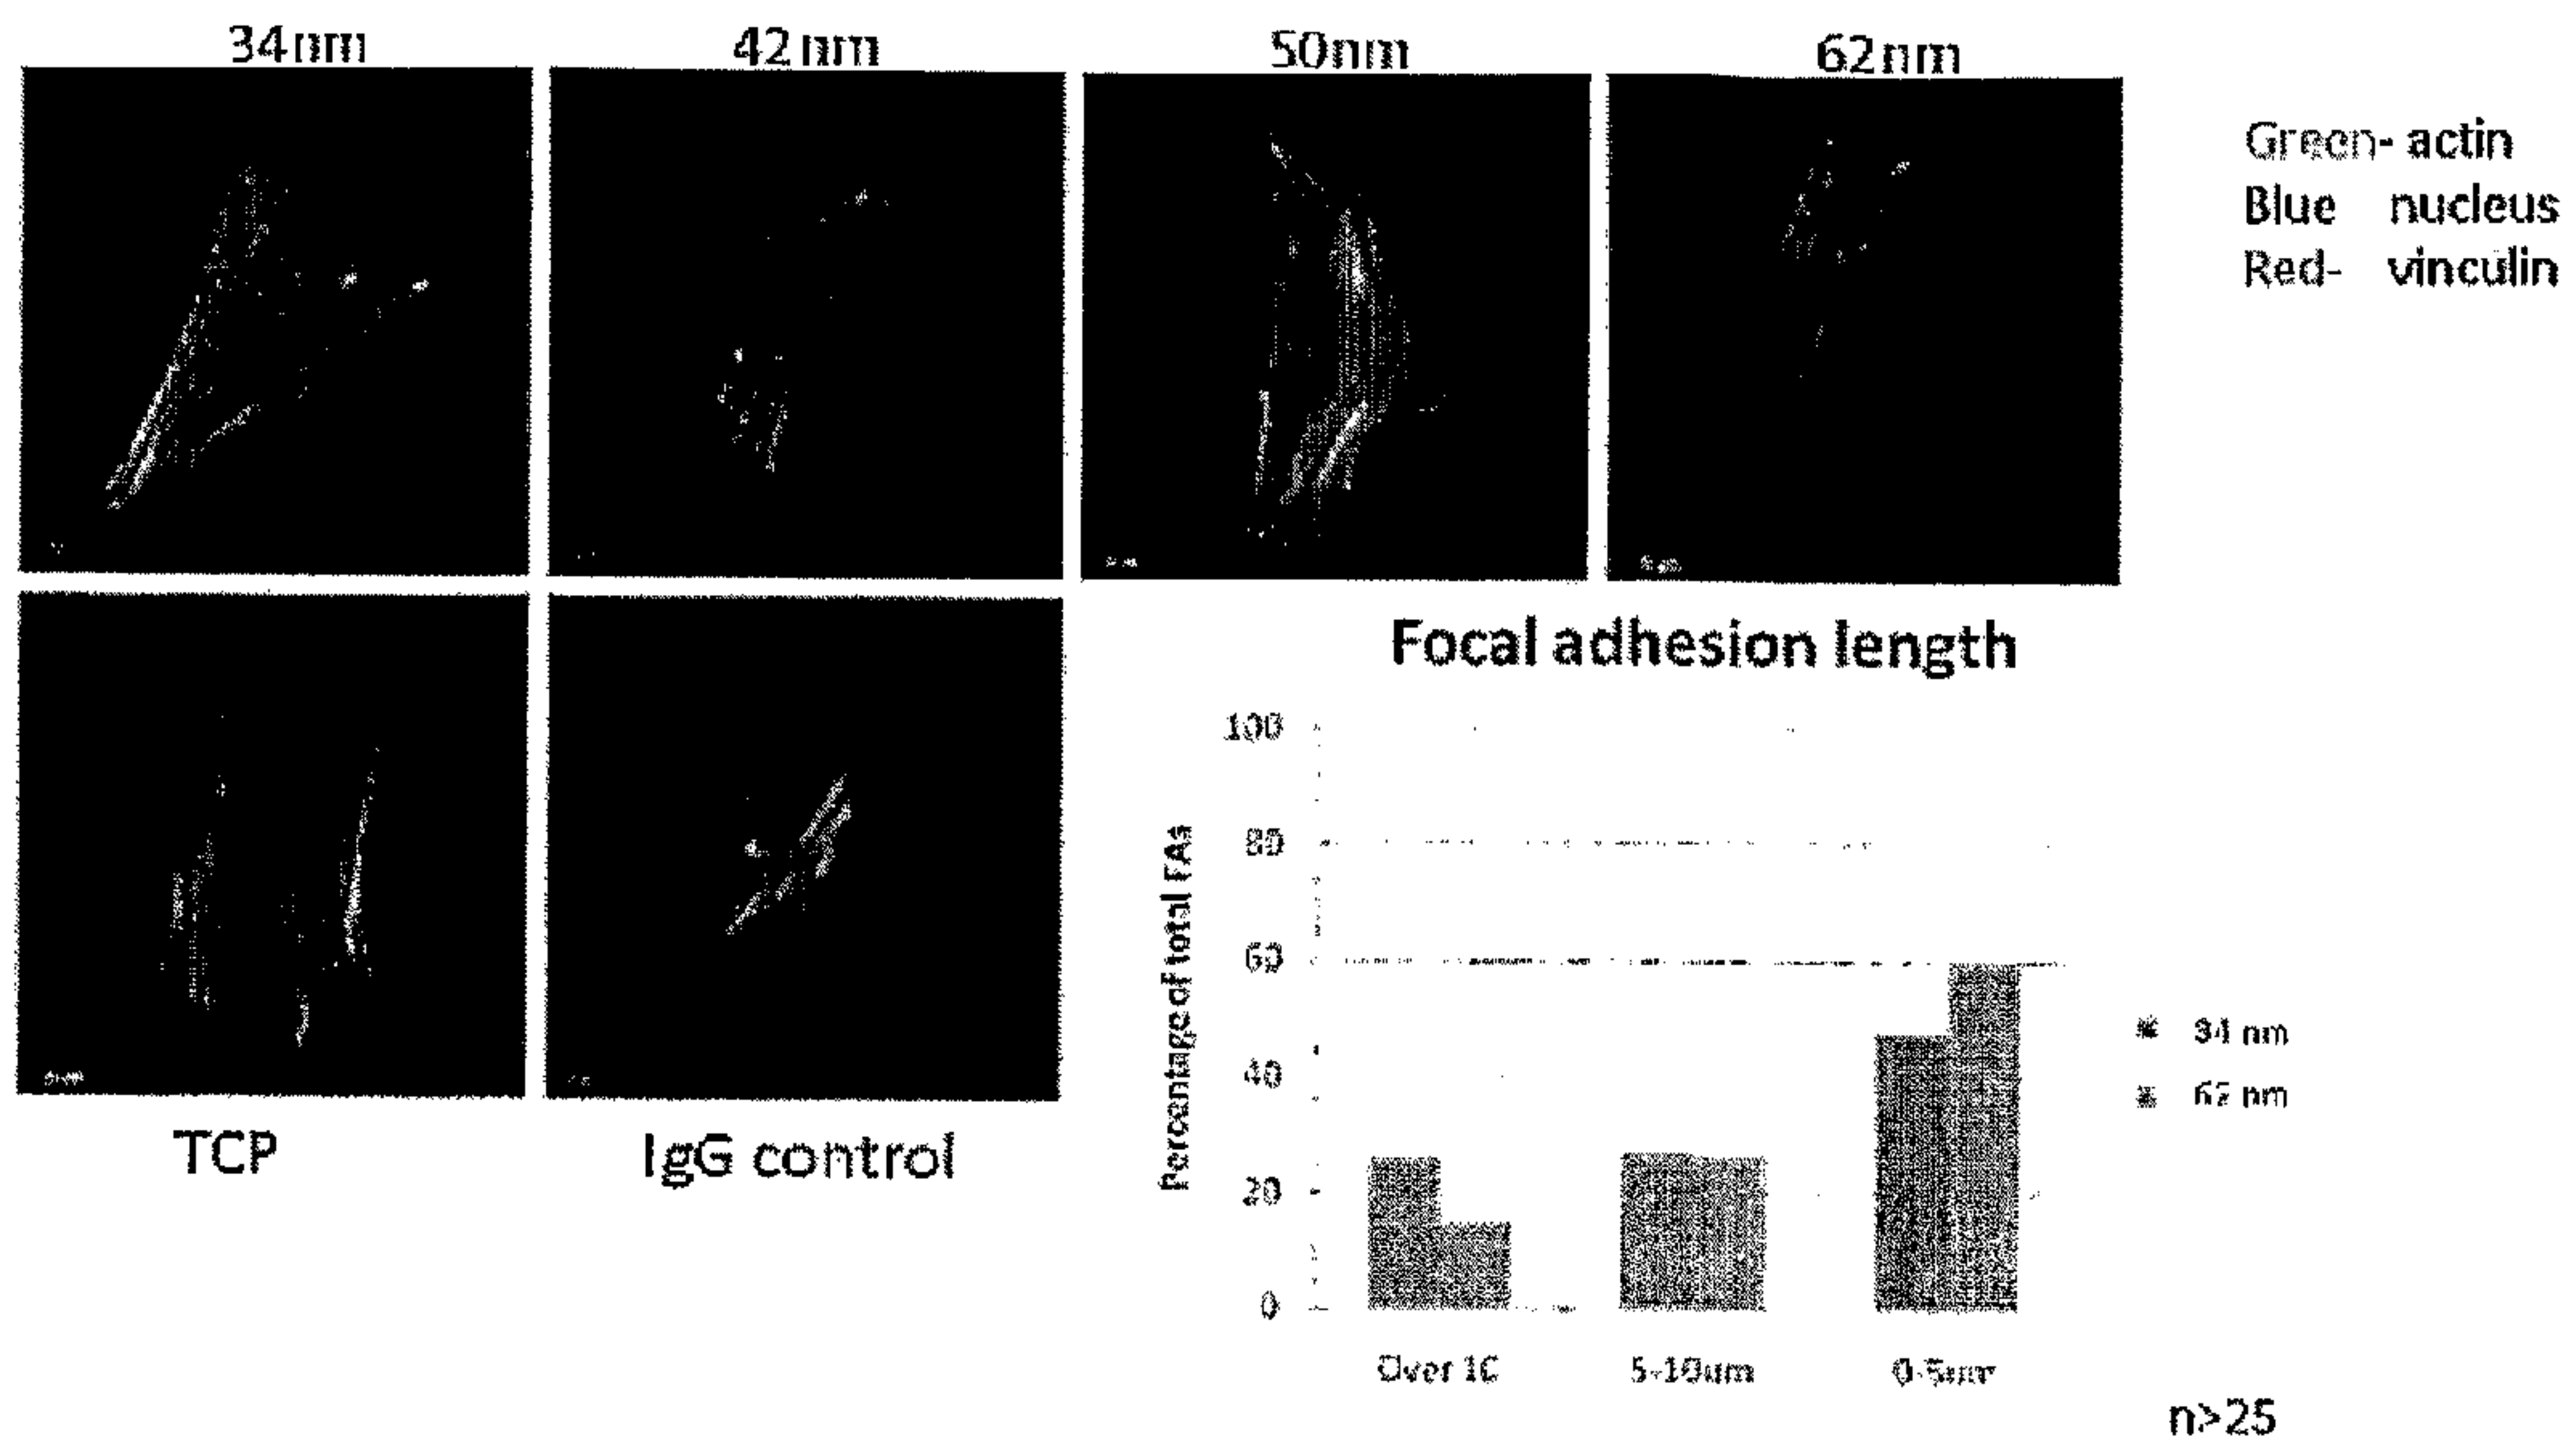 34nm
42nm
50nm
62nm
Green- actin
Blue nucleus
Red- vinculin
TCP
IgG control
Focal adhesion length
Percentage of total FAs
100
80
60
40
20
0
Over 10
5-10um
0-5um
34 nm
62 nm
n>25